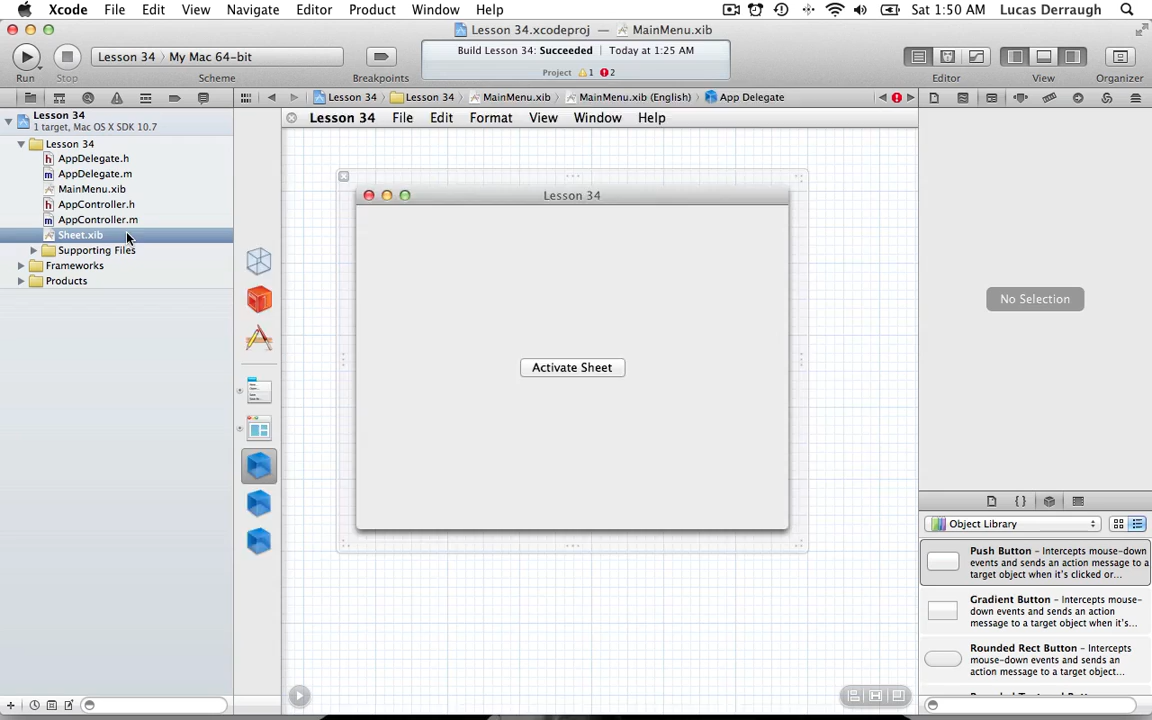 Xcode File Edit View Navigate Editor Product Window Help Sat 1:50 AM Lucas Derraugh
Lesson 34.xcodeproj — MainMenu.xib
Lesson 34 My Mac 64-bit
Build Lesson 34: Succeeded | Today at 1:25 AM
Project 1 2
Run Stop Scheme Breakpoints Editor View Organizer
Lesson 34 Lesson 34 MainMenu.xib MainMenu.xib (English) App Delegate
Lesson 34
1 target, Mac OS X SDK 10.7
Lesson 34
AppDelegate.h
AppDelegate.m
MainMenu.xib
AppController.h
AppController.m
Sheet.xib
Supporting Files
Frameworks
Products
Lesson 34 File Edit Format View Window Help
Lesson 34
Activate Sheet
No Selection
Object Library
Push Button – Intercepts mouse-down
events and sends an action message to a
target object when it's clicked or...
Gradient Button – Intercepts mouse-
down events and sends an action
message to a target object when it's...
Rounded Rect Button – Intercepts
mouse-down events and sends an
action message to a target object...